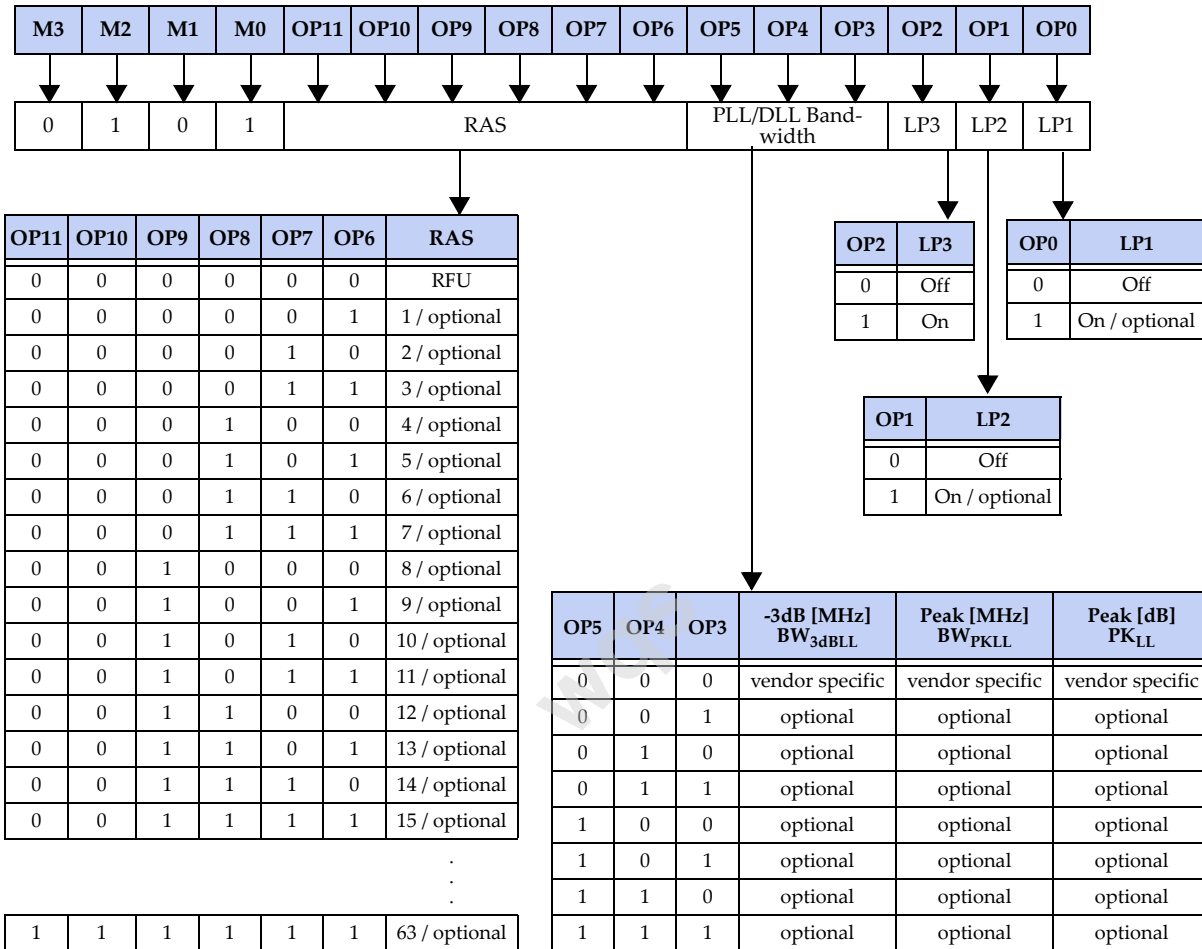 M3 M2 M1 M0 OP11 OP10 OP9 OP8 OP7 OP6 OP5 OP4 OP3 OP2 OP1 OP0
0 1 0 1 RAS PLL/DLL Band-
width LP3 LP2 LP1
OP11 OP10 OP9 OP8 OP7 OP6 RAS
0 0 0 0 0 0 RFU
0 0 0 0 0 1 1 / optional
0 0 0 0 1 0 2 / optional
0 0 0 0 1 1 3 / optional
0 0 0 1 0 0 4 / optional
0 0 0 1 0 1 5 / optional
0 0 0 1 1 0 6 / optional
0 0 0 1 1 1 7 / optional
0 0 1 0 0 0 8 / optional
0 0 1 0 0 1 9 / optional
0 0 1 0 1 0 10 / optional
0 0 1 0 1 1 11 / optional
0 0 1 1 0 0 12 / optional
0 0 1 1 0 1 13 / optional
0 0 1 1 1 0 14 / optional
0 0 1 1 1 1 15 / optional
.
.
.
1 1 1 1 1 1 63 / optional
OP2 LP3
0 Off
1 On
OP0 LP1
0 Off
1 On / optional
OP1 LP2
0 Off
1 On / optional
OP5 OP4 OP3 -3dB [MHz] BW3dBLL Peak [MHz] BWPKLL Peak [dB] PKLL
0 0 0 vendor specific vendor specific vendor specific
0 0 1 optional optional optional
0 1 0 optional optional optional
0 1 1 optional optional optional
1 0 0 optional optional optional
1 0 1 optional optional optional
1 1 0 optional optional optional
1 1 1 optional optional optional
wqs